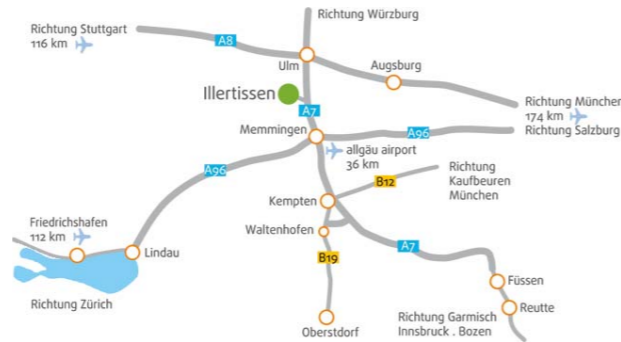 Richtung Würzburg
Richtung Stuttgart
116 km
A8
Ulm
Augsburg
Illertissen
A7
Richtung München
174 km
Memmingen
A96
Richtung Salzburg
allgäu airport
36 km
A96
Richtung
Kaufbeuren
München
B12
Kempten
Friedrichshafen
112 km
Waltenhofen
Lindau
B19
A7
Füssen
Richtung Zürich
Reutte
Richtung Garmisch
Innsbruck . Bozen
Oberstdorf